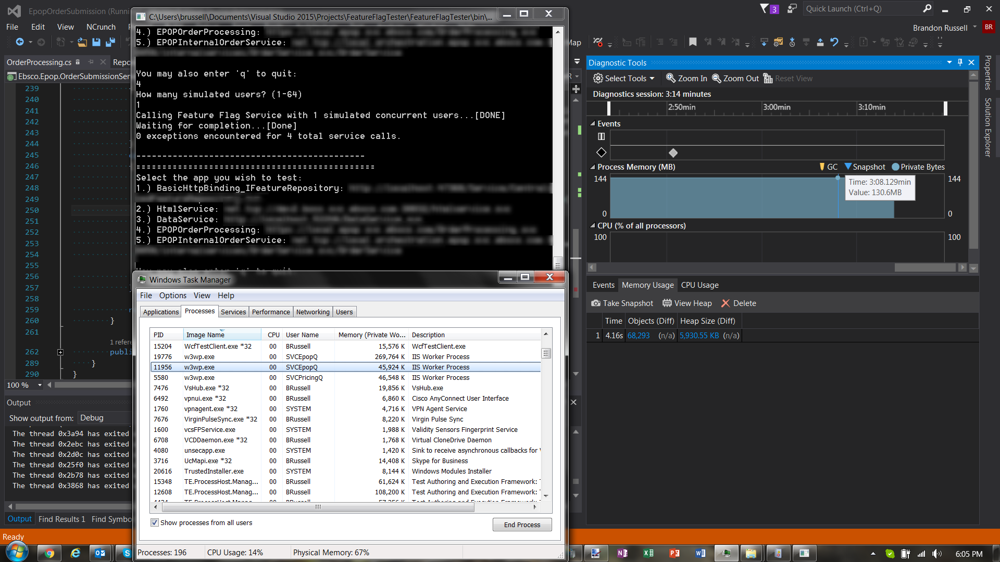 EpopOrderSubmission (Runni
3
Quick Launch (Ctrl+Q)
File Edit View NCrunch
Brandon Russell BR
Map
OrderProcessing.cs
Repo
Ebsco.Epop.OrderSubmissionSer
239
240
241
242
243
244 }
245
246
247
248
249
250
251
252
253
254
255
256
257
258
259
260 }
261
1 refere
262 publi
289 }
290 }
100 %
Output
Show output from: Debug
The thread 0x3a94 has exited
The thread 0x2ebc has exited
The thread 0x2d0c has exited
The thread 0x25f0 has exited
The thread 0x2b78 has exited
The thread 0x3868 has exited
Output Find Results 1 Find Symbo
Ready
C:\Users\brussell\Documents\Visual Studio 2015\Projects\FeatureFlagTester\FeatureFlagTester\bin\...
4.) EPOPOrderProcessing:
5.) EPOPInternalOrderService:
You may also enter 'q' to quit:
4
How many simulated users? (1-64)
1
Calling Feature Flag Service with 1 simulated concurrent users...[DONE]
Waiting for completion...[Done]
0 exceptions encountered for 4 total service calls.
--------------------------------------------
==============================================
Select the app you wish to test:
1.) BasicHttpBinding_IFeatureRepository:
2.) HtmlService:
3.) DataService:
4.) EPOPOrderProcessing:
5.) EPOPInternalOrderService:
You may also enter 'q' to quit:
Windows Task Manager
File Options View Help
Applications Processes Services Performance Networking Users
PID Image Name CPU User Name Memory (Private Wo... Description
15204 WcfTestClient.exe *32 00 BRussell 15,576 K WcfTestClient.exe
19776 w3wp.exe 00 SVCEpopQ 269,764 K IIS Worker Process
11956 w3wp.exe 00 SVCEpopQ 45,924 K IIS Worker Process
5580 w3wp.exe 00 SVCPricingQ 46,548 K IIS Worker Process
7476 VsHub.exe *32 00 BRussell 19,856 K VsHub.exe
6492 vpnui.exe *32 00 BRussell 6,860 K Cisco AnyConnect User Interface
1760 vpnagent.exe *32 00 SYSTEM 4,716 K VPN Agent Service
7676 VirginPulseSync.exe *32 00 BRussell 8,220 K Virgin Pulse Sync
1600 vcsFPService.exe 00 SYSTEM 1,988 K Validity Sensors Fingerprint Service
6708 VCDDaemon.exe *32 00 BRussell 1,768 K Virtual CloneDrive Daemon
4080 unsecapp.exe 00 SYSTEM 1,420 K Sink to receive asynchronous callbacks for
3716 UcMapi.exe *32 00 BRussell 14,408 K Skype for Business
20616 TrustedInstaller.exe 00 SYSTEM 8,144 K Windows Modules Installer
15348 TE.ProcessHost.Manag... 00 BRussell 61,624 K Test Authoring and Execution Framework:
12608 TE.ProcessHost.Manag... 00 BRussell 108,200 K Test Authoring and Execution Framework:
Show processes from all users
End Process
Processes: 196 CPU Usage: 14% Physical Memory: 67%
Diagnostic Tools
Select Tools Zoom In Zoom Out Reset View
Diagnostics session: 3:14 minutes
2:50min 3:00min 3:10min
Events
Process Memory (MB) GC Snapshot Private Bytes
144 144
Time: 3:08.129min
Value: 130.6MB
0 0
CPU (% of all processors)
100 100
Events Memory Usage CPU Usage
Take Snapshot View Heap Delete
Time Objects (Diff) Heap Size (Diff)
1 4.16s 68,293 (n/a) 5,930.55 KB (n/a)
Properties
Solution Explorer
6:05 PM